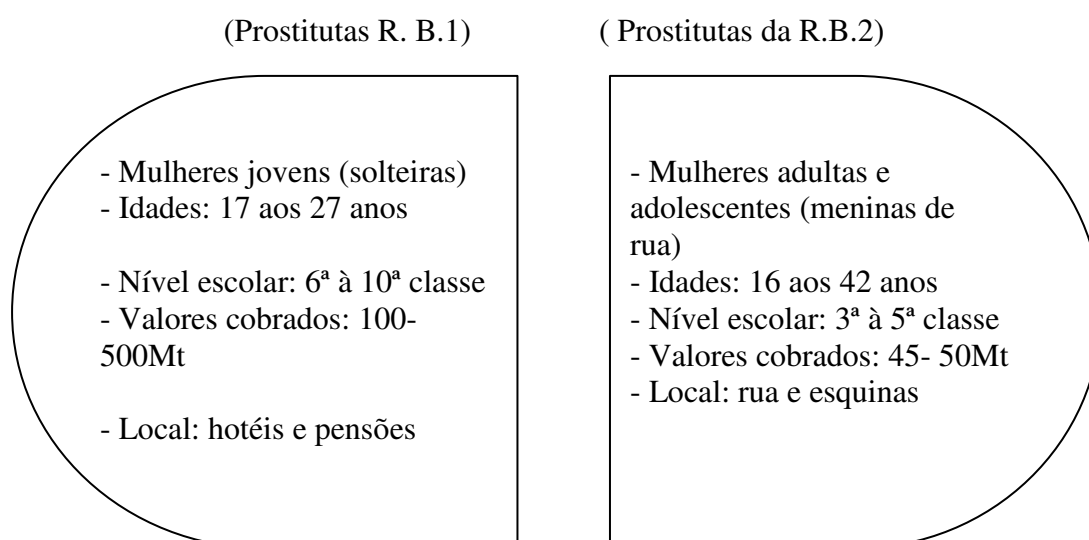 (Prostitutas R. B.1)
( Prostitutas da R.B.2)
- Mulheres jovens (solteiras)
- Idades: 17 aos 27 anos
- Nível escolar: 6ª à 10ª classe
- Valores cobrados: 100-
500Mt
- Local: hotéis e pensões
- Mulheres adultas e
adolescentes (meninas de
rua)
- Idades: 16 aos 42 anos
- Nível escolar: 3ª à 5ª classe
- Valores cobrados: 45- 50Mt
- Local: rua e esquinas